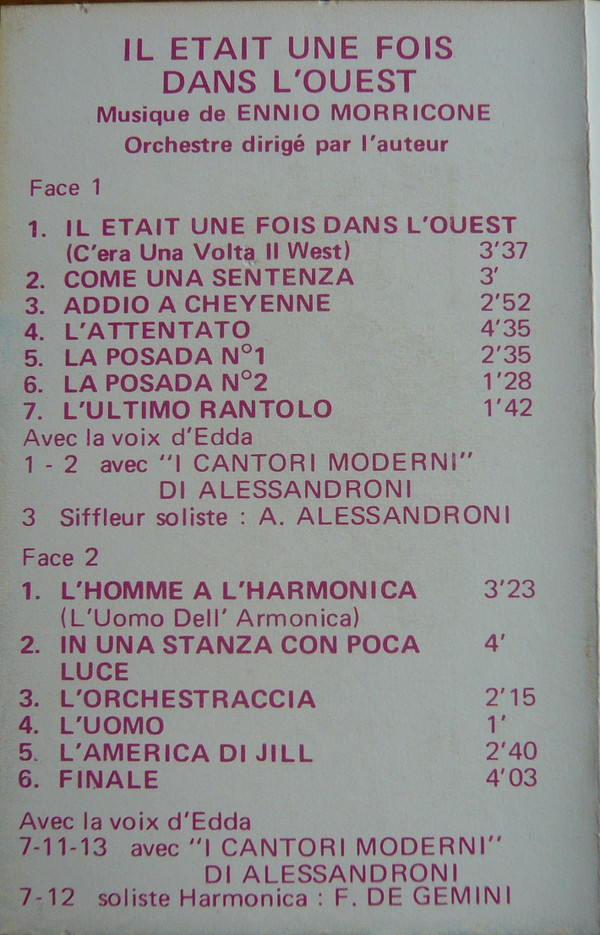 IL ETAIT UNE FOIS
DANS L'OUEST
Musique de ENNIO MORRICONE
Orchestre dirigé par l'auteur
Face 1
1. IL ETAIT UNE FOIS DANS L'OUEST
(C'era Una Volta Il West) 3'37
2. COME UNA SENTENZA 3'
3. ADDIO A CHEYENNE 2'52
4. L'ATTENTATO 4'35
5. LA POSADA N°1 2'35
6. LA POSADA N°2 1'28
7. L'ULTIMO RANTOLO 1'42
Avec la voix d'Edda
1 - 2 avec "I CANTORI MODERNI"
DI ALESSANDRONI
3 Siffleur soliste : A. ALESSANDRONI
Face 2
1. L'HOMME A L'HARMONICA 3'23
(L'Uomo Dell' Armonica)
2. IN UNA STANZA CON POCA 4'
LUCE
3. L'ORCHESTRACCIA 2'15
4. L'UOMO 1'
5. L'AMERICA DI JILL 2'40
6. FINALE 4'03
Avec la voix d'Edda
7-11-13 avec "I CANTORI MODERNI"
DI ALESSANDRONI
7-12 soliste Harmonica : F. DE GEMINI